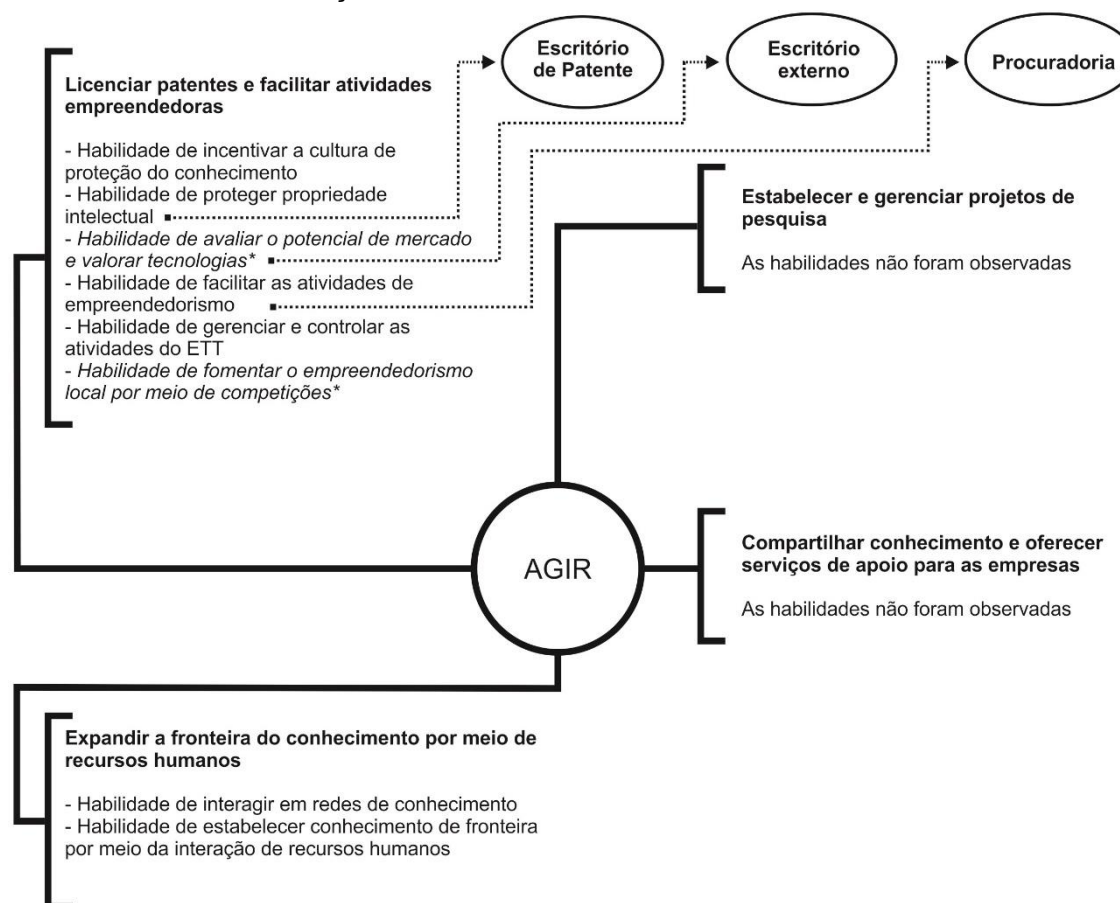 Licenciar patentes e facilitar atividades
empreendedoras
- Habilidade de incentivar a cultura de
proteção do conhecimento
- Habilidade de proteger propriedade
intelectual
- Habilidade de avaliar o potencial de mercado
e valorar tecnologias*
- Habilidade de facilitar as atividades de
empreendedorismo
- Habilidade de gerenciar e controlar as
atividades do ETT
- Habilidade de fomentar o empreendedorismo
local por meio de competições*
Escritório
de Patente
Escritório
externo
Procuradoria
Estabelecer e gerenciar projetos de
pesquisa
As habilidades não foram observadas
AGIR
Compartilhar conhecimento e oferecer
serviços de apoio para as empresas
As habilidades não foram observadas
Expandir a fronteira do conhecimento por meio de
recursos humanos
- Habilidade de interagir em redes de conhecimento
- Habilidade de estabelecer conhecimento de fronteira
por meio da interação de recursos humanos